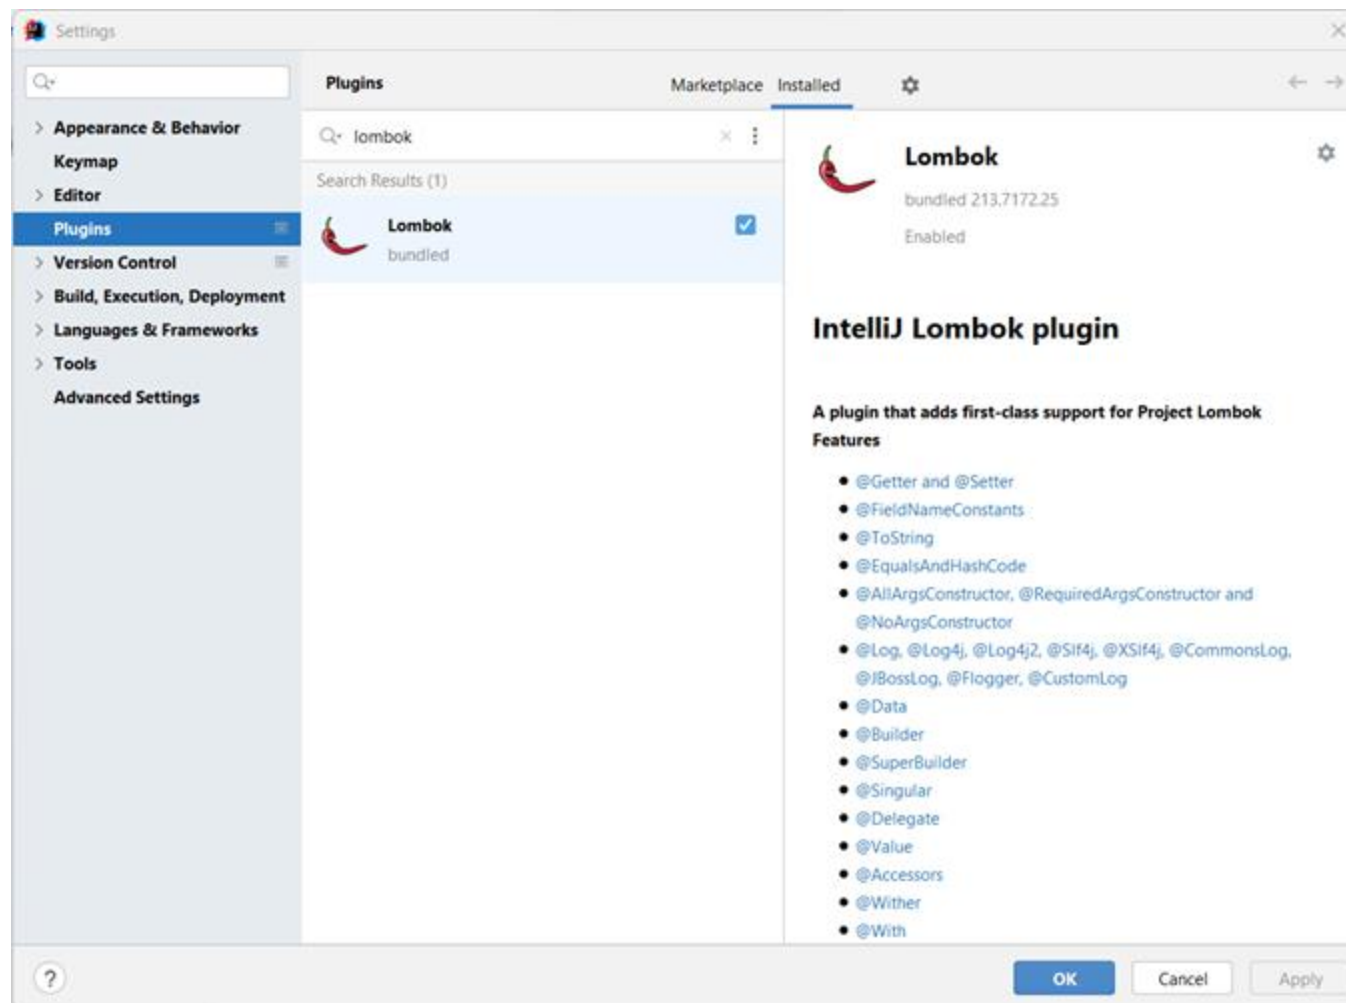 Settings
Appearance & Behavior
Keymap
Editor
Plugins
Version Control
Build, Execution, Deployment
Languages & Frameworks
Tools
Advanced Settings
Plugins
Marketplace
Installed
lombok
Search Results (1)
Lombok
bundled
Lombok
bundled 213.7172.25
Enabled
IntelliJ Lombok plugin
A plugin that adds first-class support for Project Lombok
Features
@Getter and @Setter
@FieldNameConstants
@ToString
@EqualsAndHashCode
@AllArgsConstructor, @RequiredArgsConstructor and
@NoArgsConstructor
@Log, @Log4j, @Log4j2, @Slf4j, @XSlf4j, @CommonsLog,
@JBossLog, @Flogger, @CustomLog
@Data
@Builder
@SuperBuilder
@Singular
@Delegate
@Value
@Accessors
@Wither
@With
?
OK
Cancel
Apply